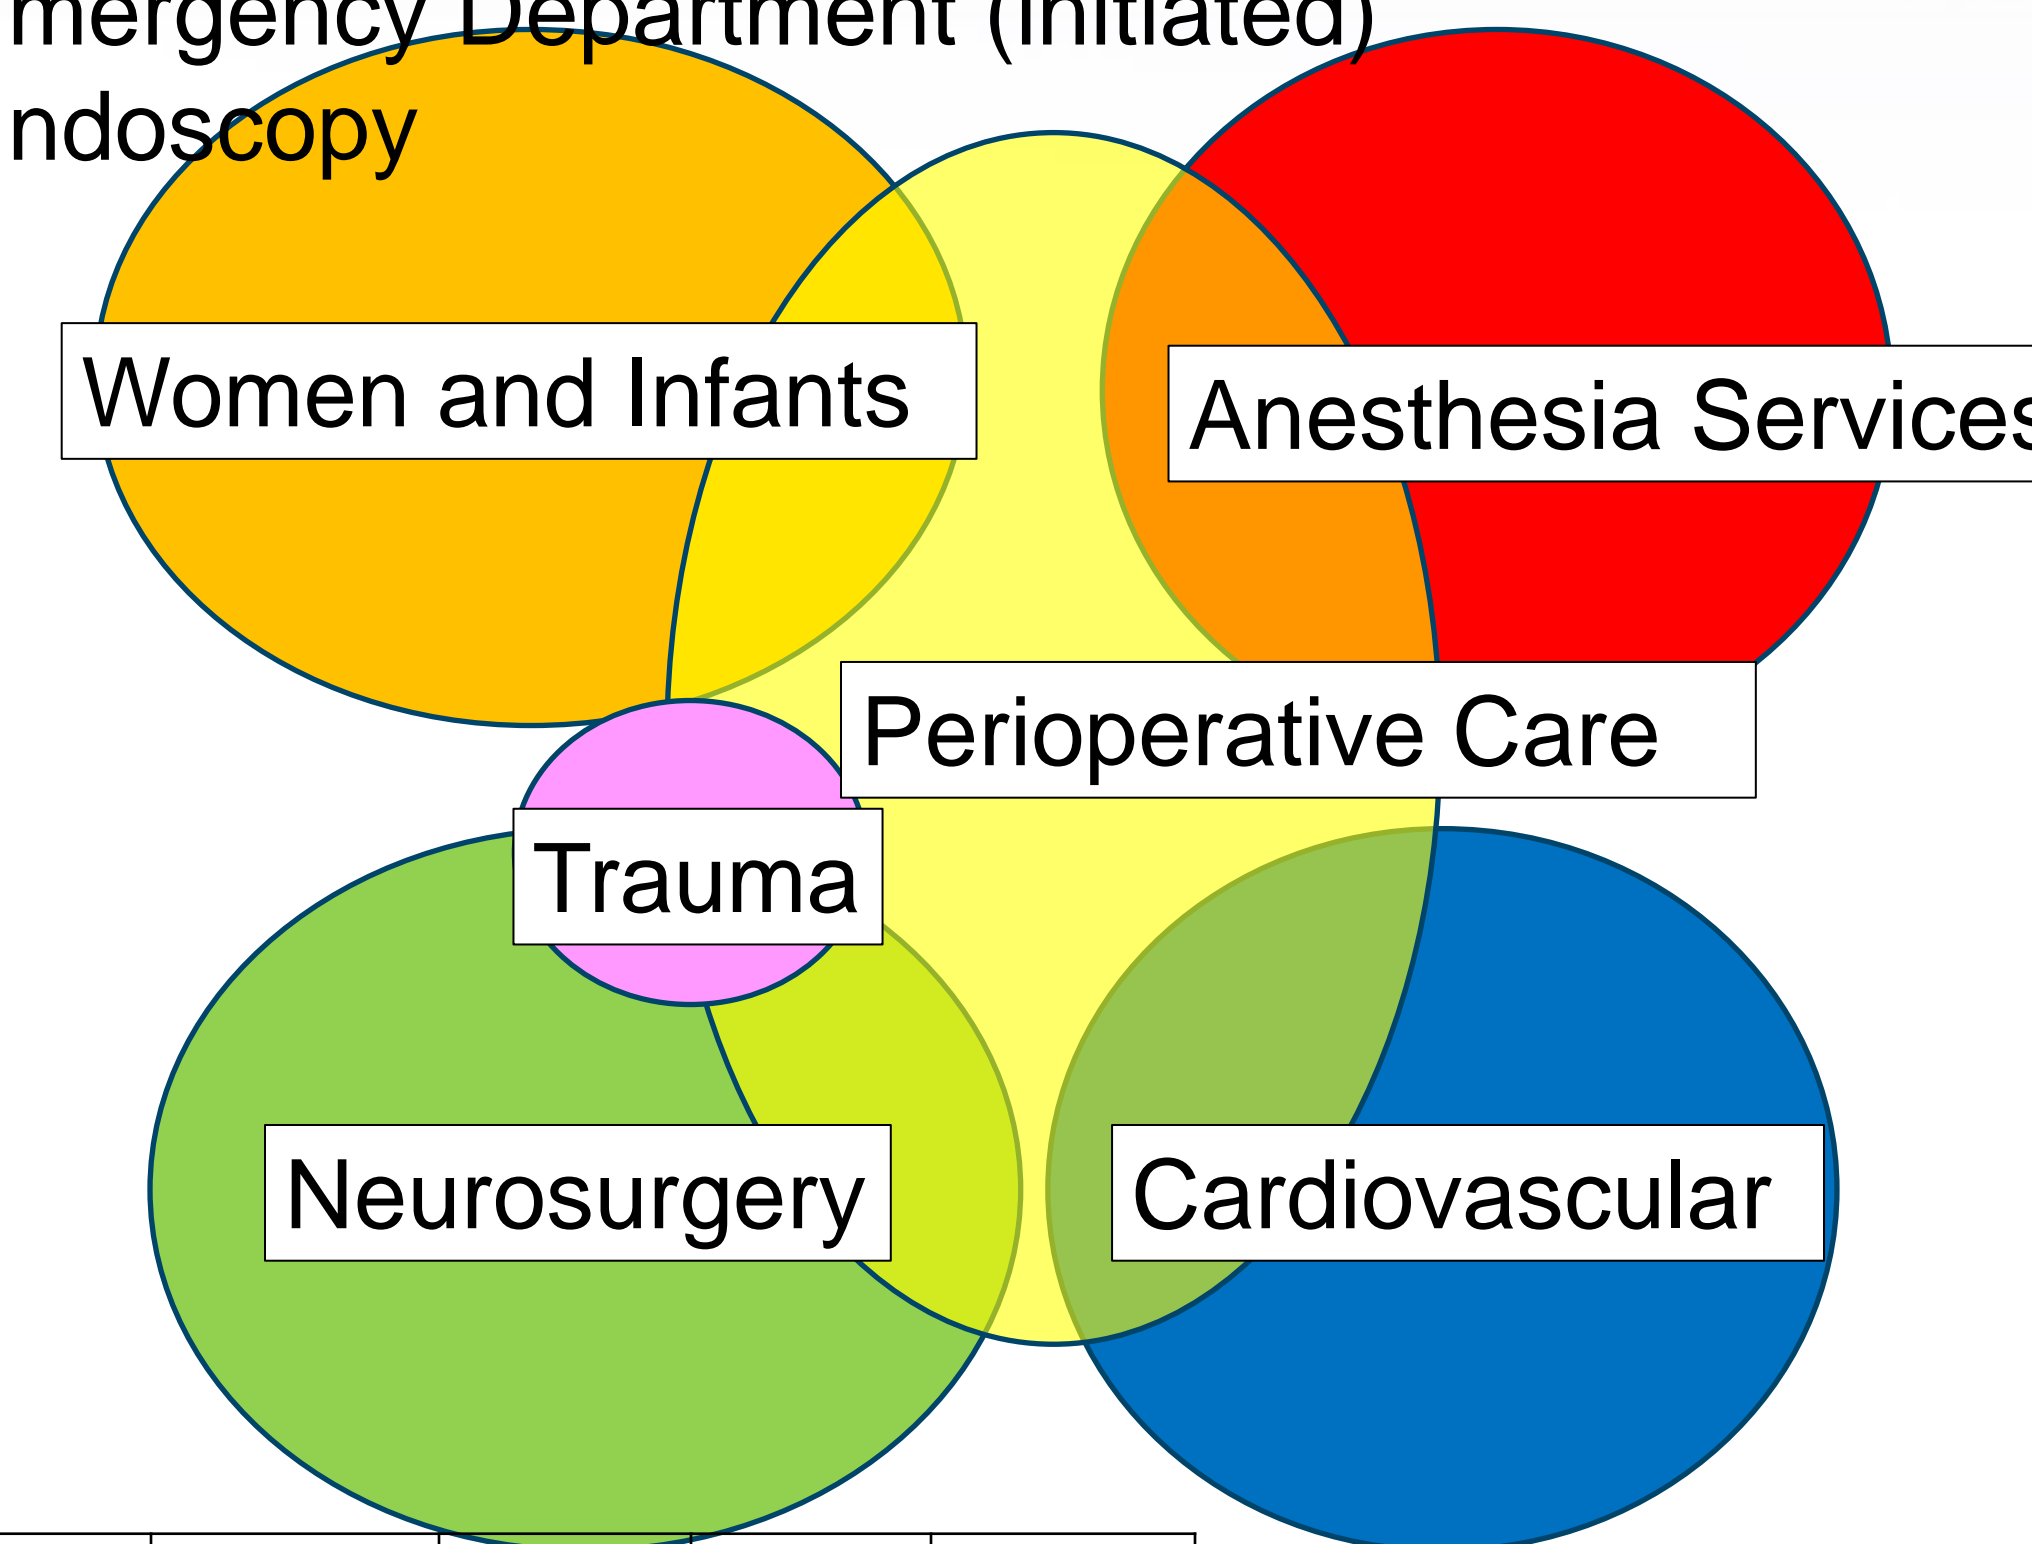 mergency Department (Initiated)
ndoscopy
Women and Infants
Anesthesia Services
Perioperative Care
Trauma
Neurosurgery
Cardiovascular